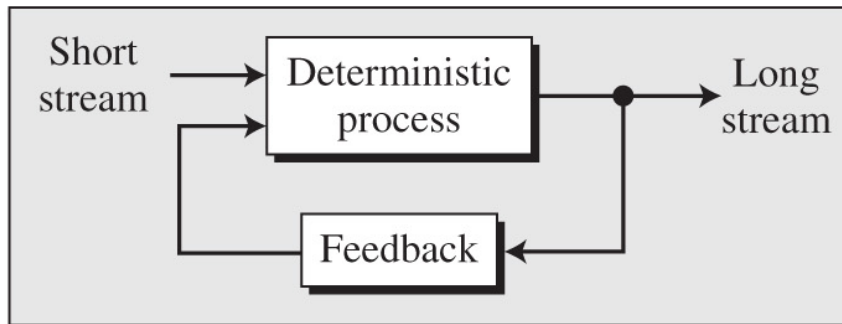 Short
stream
Deterministic
process
Long
stream
Feedback